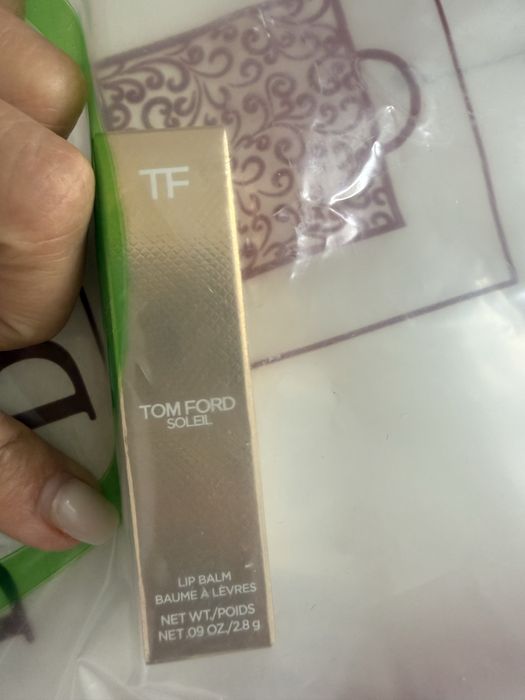 TF
TOM FORD
SOLEIL
LIP BALM
BAUME À LÈVRES
NET WT./POIDS
NET .09 OZ./2.8 g